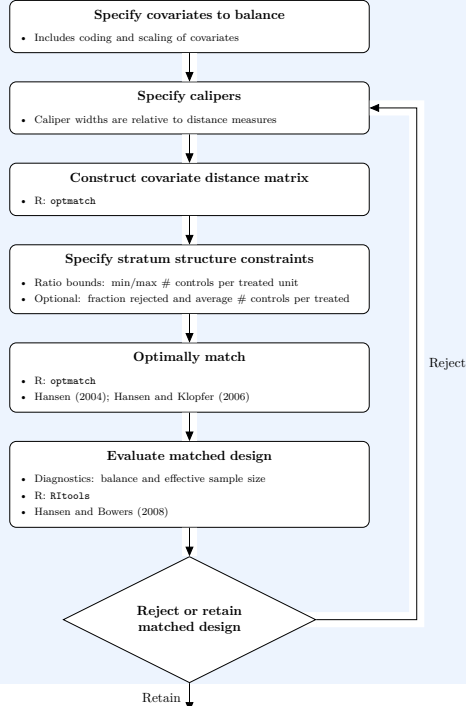 Specify covariates to balance
• Includes coding and scaling of covariates
Specify calipers
• Caliper widths are relative to distance measures
Construct covariate distance matrix
• R: optmatch
Specify stratum structure constraints
• Ratio bounds: min/max # controls per treated unit
• Optional: fraction rejected and average # controls per treated
Optimally match
• R: optmatch
• Hansen (2004); Hansen and Klopfer (2006)
Reject
Evaluate matched design
• Diagnostics: balance and effective sample size
• R: RItools
• Hansen and Bowers (2008)
Reject or retain
matched design
Retain